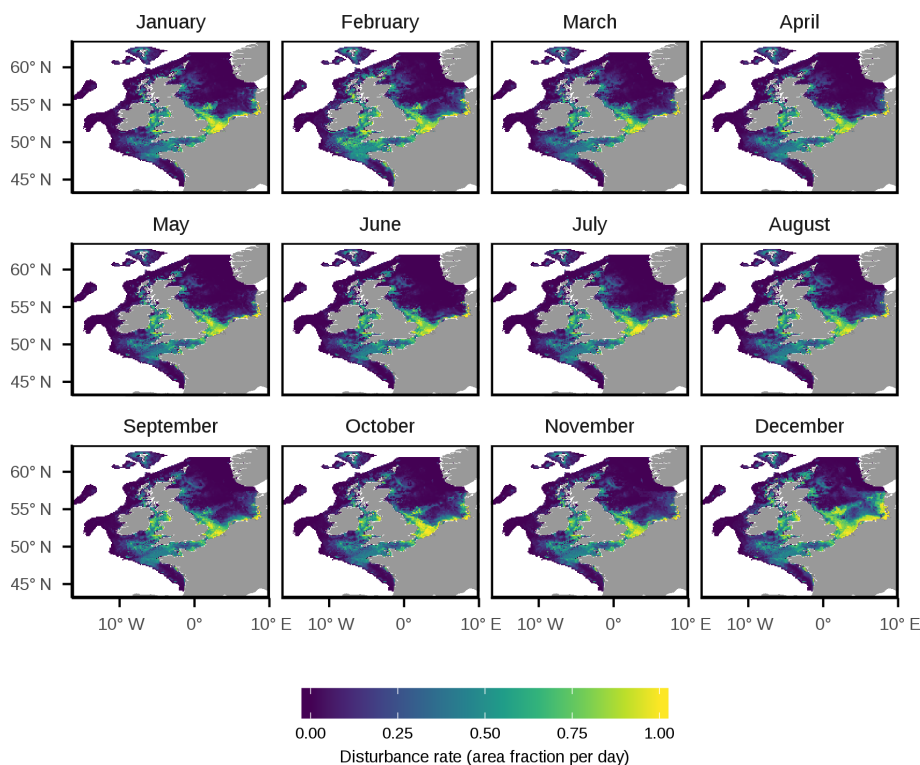 January February March April
60° N
55° N
50° N
45° N
May June July August
60° N
55° N
50° N
45° N
September October November December
60° N
55° N
50° N
45° N
10° W 0° 10° E 10° W 0° 10° E 10° W 0° 10° E 10° W 0° 10° E
0.00 0.25 0.50 0.75 1.00
Disturbance rate (area fraction per day)